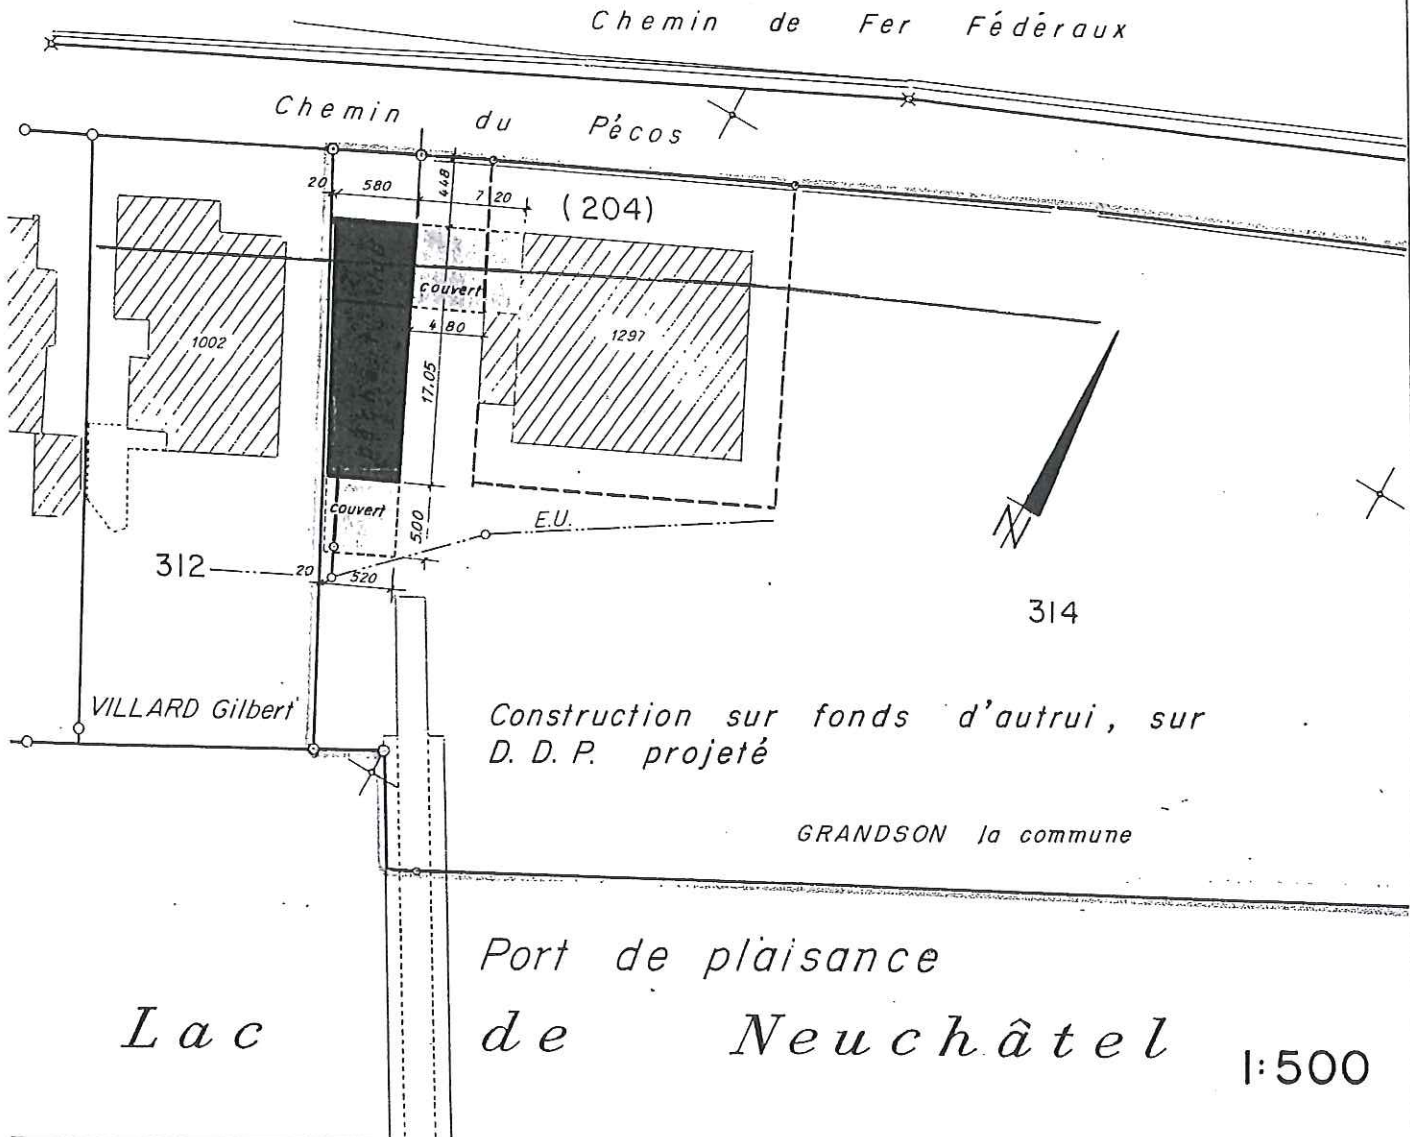 Chemin de Fer Fédéraux
Chemin du Pécos
20 580 448 7 20 (204)
couvert
4 80
1002
1297
17.05
couvert
5.00
E.U.
312
20 520
N
314
VILLARD Gilbert
Construction sur fonds d'autrui, sur
D.D.P. projeté
GRANDSON la commune
Port de plaisance
Lac de Neuchâtel
1:500